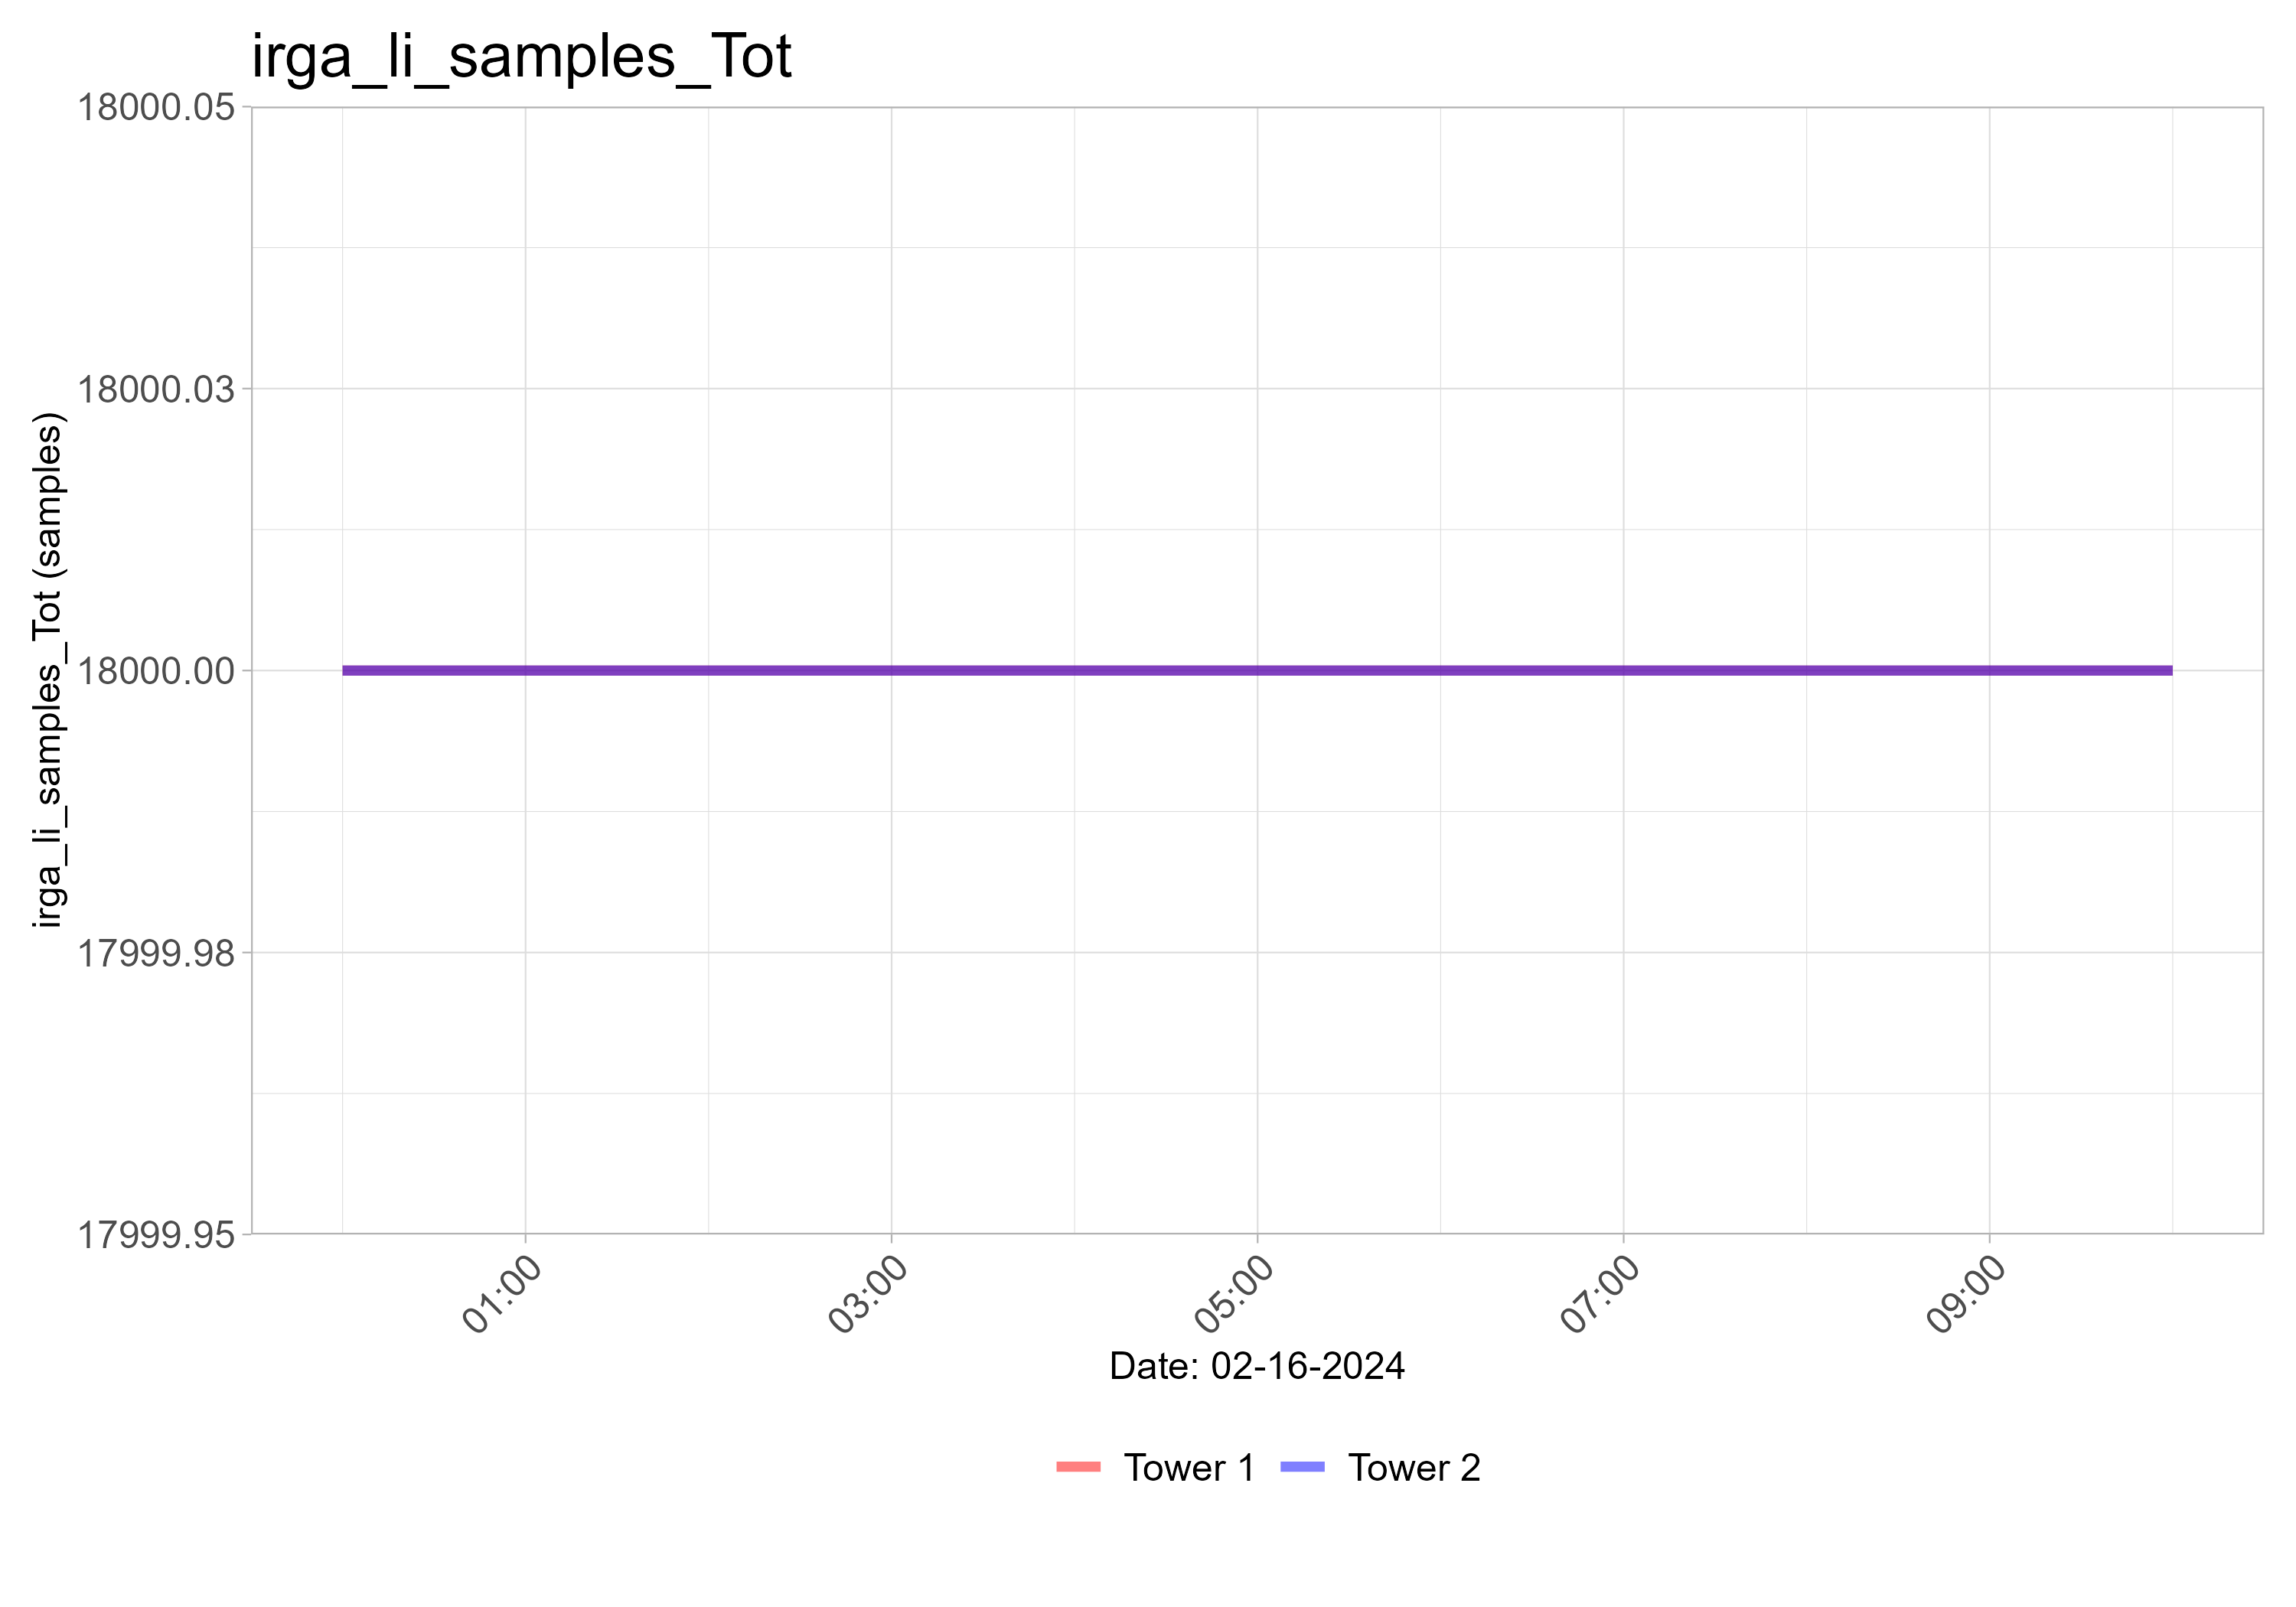 irga_li_samples_Tot
18000.05
18000.03
18000.00
17999.98
17999.95
irga_li_samples_Tot (samples)
01:00
03:00
05:00
07:00
09:00
Date: 02-16-2024
Tower 1
Tower 2